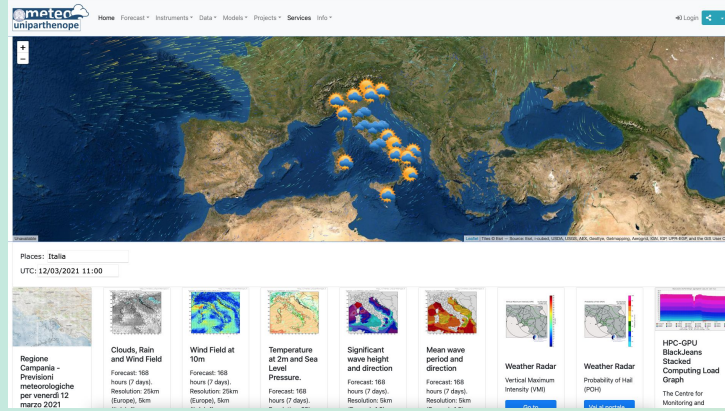 meteo
uniparthenope
Home Forecast Instruments Data Models Projects Services Info
Login
+
−
Places: Italia
UTC: 12/03/2021 11:00
Regione
Campania -
Previsioni
meteorologiche
per venerdì 12
marzo 2021
Clouds, Rain
and Wind Field
Forecast: 168
hours (7 days).
Resolution: 25km
(Europe), 5km
Wind Field at
10m
Forecast: 168
hours (7 days).
Resolution: 25km
(Europe), 5km
Temperature
at 2m and Sea
Level
Pressure.
Forecast: 168
hours (7 days).
Significant
wave height
and direction
Forecast: 168
hours (7 days).
Resolution: 5km
Mean wave
period and
direction
Forecast: 168
hours (7 days).
Resolution: 5km
Weather Radar
Vertical Maximum
Intensity (VMI)
Go to
Weather Radar
Probability of Hail
(POH)
Vai al portale
HPC-GPU
BlackJeans
Stacked
Computing Load
Graph
The Centre for
Monitoring and